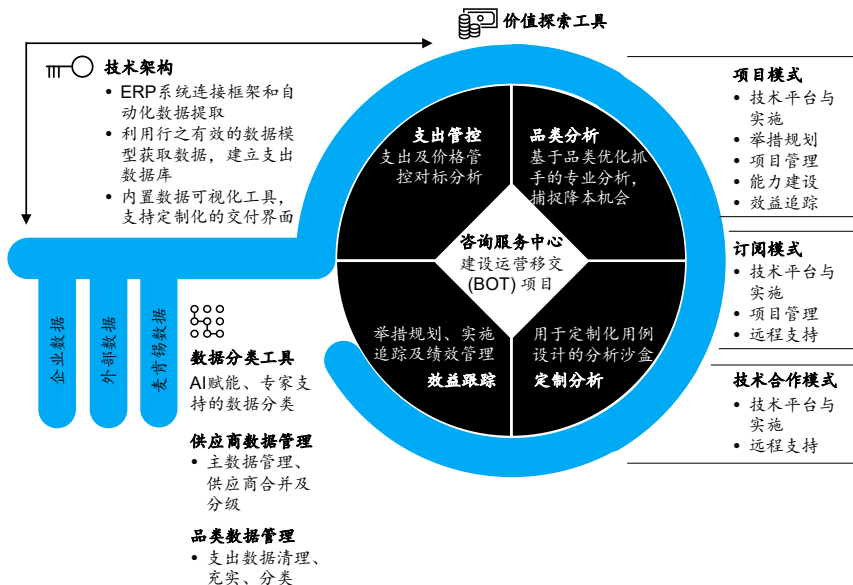 价值探索工具
技术架构
• ERP系统连接框架和自
动化数据提取
• 利用行之有效的数据模
型获取数据，建立支出
数据库
• 内置数据可视化工具，
支持定制化的交付界面
支出管控
支出及价格管
控对标分析
品类分析
基于品类优化抓
手的专业分析，
捕捉降本机会
咨询服务中心
建设运营移交
(BOT) 项目
举措规划、实施
追踪及绩效管理
效益跟踪
用于定制化用例
设计的分析沙盒
定制分析
企业数据
外部数据
麦肯锡数据
数据分类工具
AI赋能、专家支
持的数据分类
供应商数据管理
• 主数据管理、
供应商合并及
分级
品类数据管理
• 支出数据清理、
充实、分类
项目模式
• 技术平台与
实施
• 举措规划
• 项目管理
• 能力建设
• 效益追踪
订阅模式
• 技术平台与
实施
• 项目管理
• 远程支持
技术合作模式
• 技术平台与
实施
• 远程支持